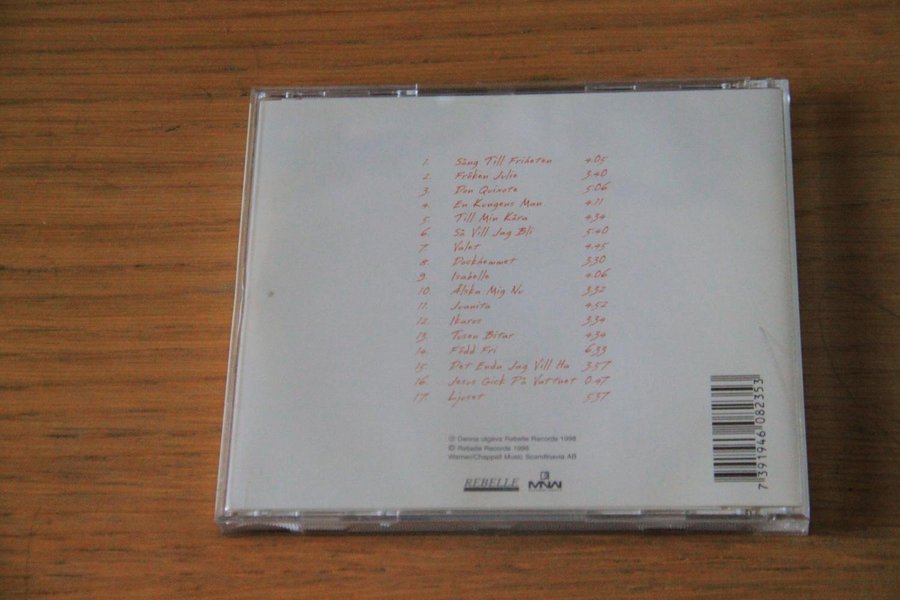 1. Sång Till Friheten 4.05
2. Fröken Julie 3.40
3. Don Quixote 5.06
4. En Kungens Man 4.11
5. Till Min Kära 4.34
6. Så Vill Jag Bli 5.40
7. Valet 4.45
8. Dockhemmet 3.30
9. Isabelle 4.06
10. Älska Mig Nu 3.32
11. Juanita 4.52
12. Ikaros 3.34
13. Tusen Bitar 4.34
14. Född Fri 6.33
15. Det Enda Jag Vill Ha 3.57
16. Jesus Gick På Vattnet 0.47
17. Ljuset 5.37
℗ Denna utgåva Rebelle Records 1998
© Rebelle Records 1998
Warner/Chappell Music Scandinavia AB
REBELLE
MNW
7 391946 082353